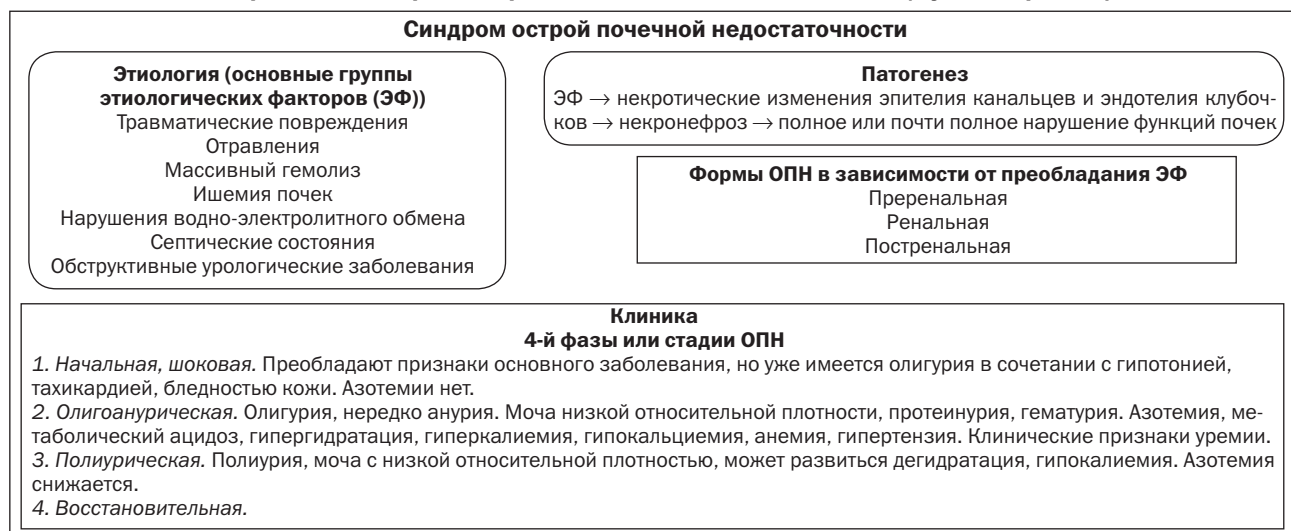 Синдром острой почечной недостаточности
Этиология (основные группы
этиологических факторов (ЭФ))
Травматические повреждения
Отравления
Массивный гемолиз
Ишемия почек
Нарушения водно-электролитного обмена
Септические состояния
Обструктивные урологические заболевания
Патогенез
ЭФ → некротические изменения эпителия канальцев и эндотелия клубоч-
ков → некронефроз → полное или почти полное нарушение функций почек
Формы ОПН в зависимости от преобладания ЭФ
Преренальная
Ренальная
Постренальная
Клиника
4-й фазы или стадии ОПН
1. Начальная, шоковая. Преобладают признаки основного заболевания, но уже имеется олигурия в сочетании с гипотонией,
тахикардией, бледностью кожи. Азотемии нет.
2. Олигоанурическая. Олигурия, нередко анурия. Моча низкой относительной плотности, протеинурия, гематурия. Азотемия, ме-
таболический ацидоз, гипергидратация, гиперкалиемия, гипокальциемия, анемия, гипертензия. Клинические признаки уремии.
3. Полиурическая. Полиурия, моча с низкой относительной плотностью, может развиться дегидратация, гипокалиемия. Азотемия
снижается.
4. Восстановительная.